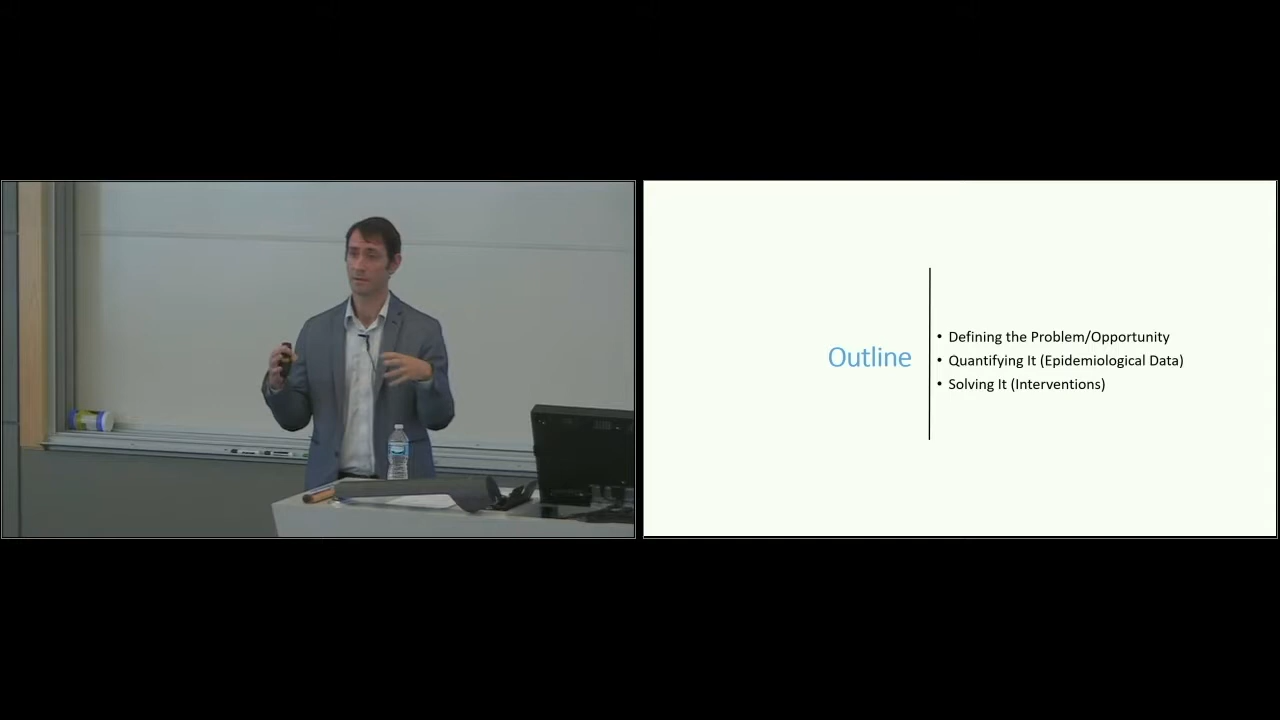 Outline
• Defining the Problem/Opportunity
• Quantifying It (Epidemiological Data)
• Solving It (Interventions)